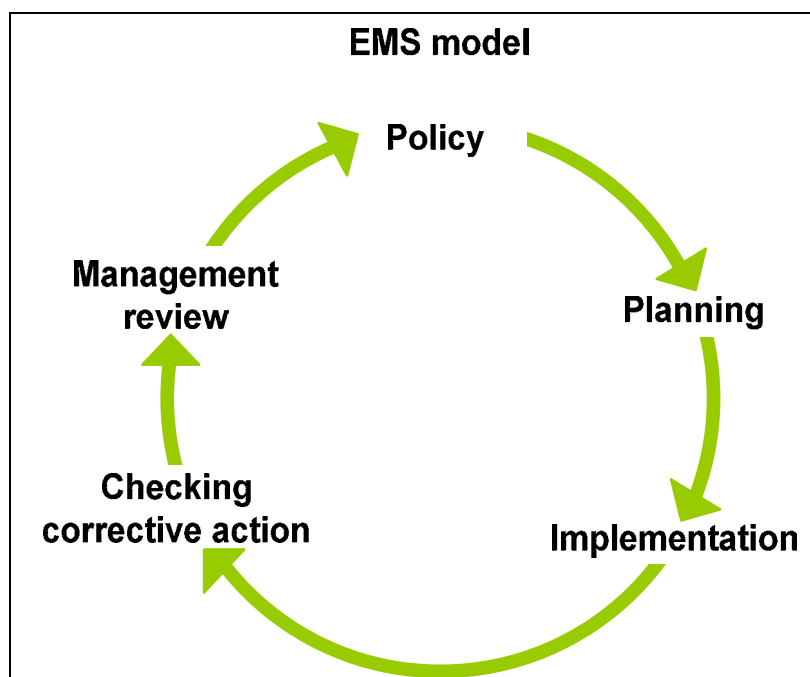 EMS model
Policy
Planning
Implementation
Checking
corrective action
Management
review